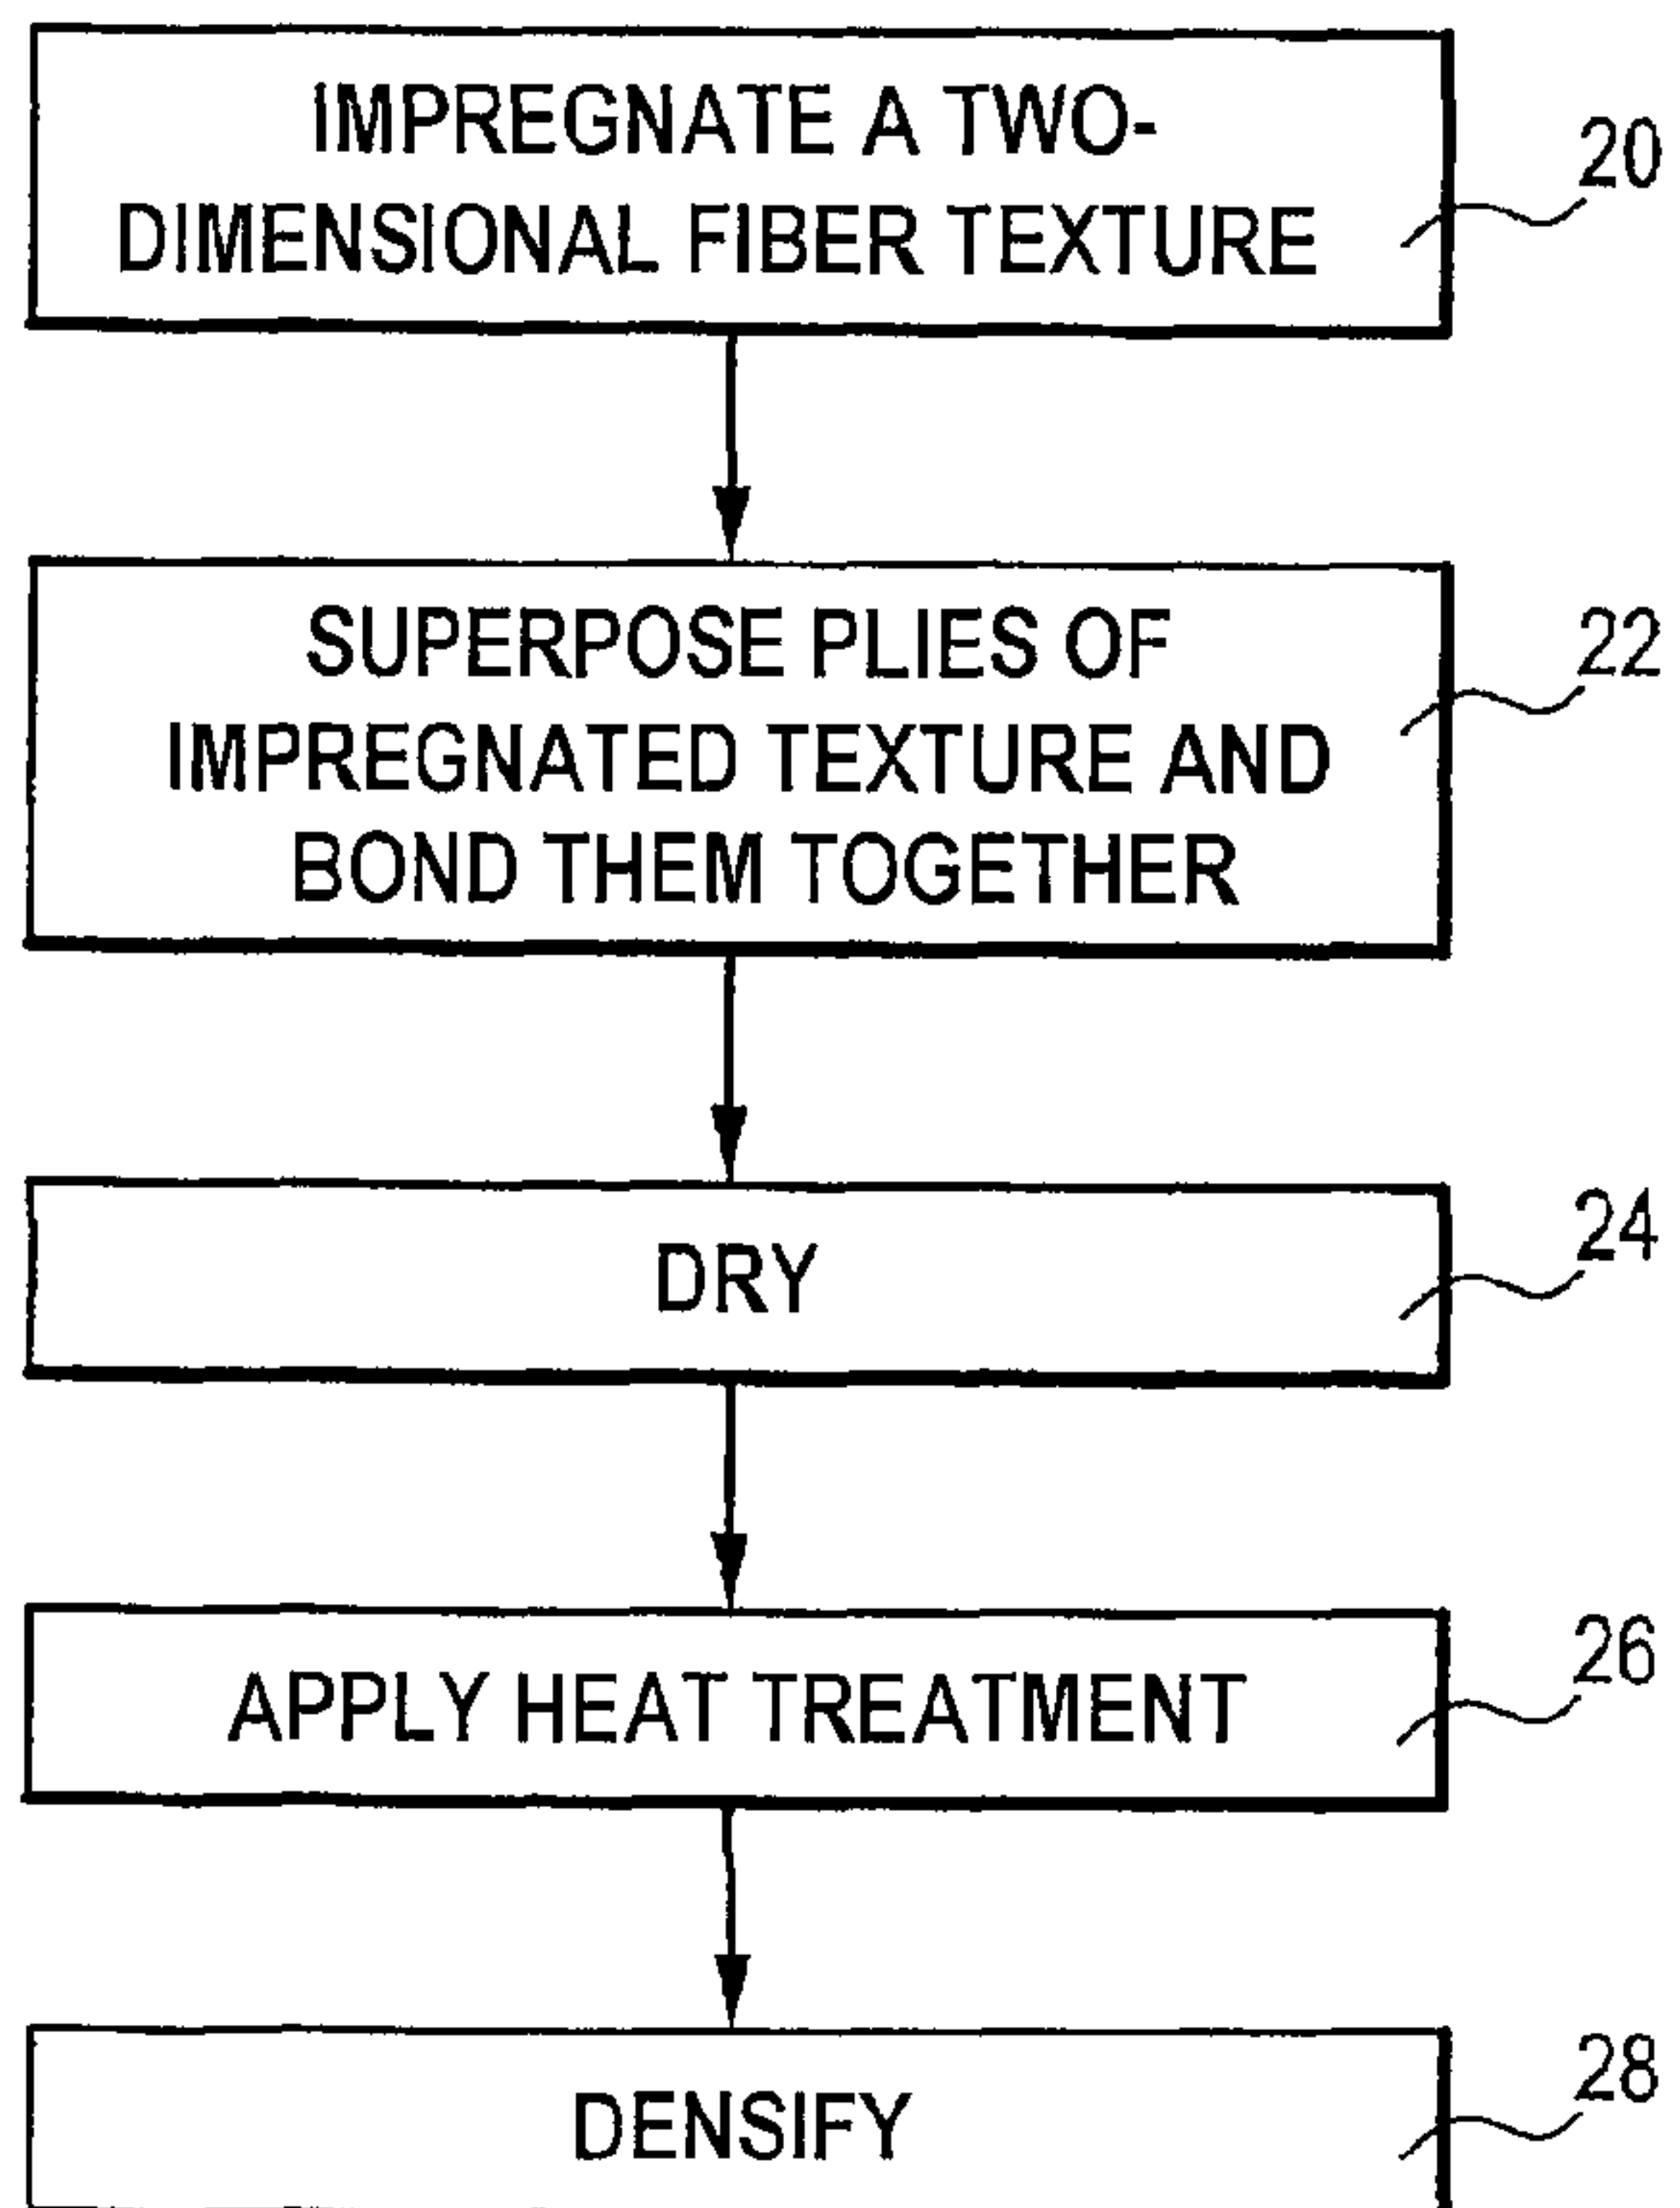 IMPREGNATE A TWO-
DIMENSIONAL FIBER TEXTURE
20
SUPERPOSE PLIES OF
IMPREGNATED TEXTURE AND
BOND THEM TOGETHER
22
DRY
24
APPLY HEAT TREATMENT
26
DENSIFY
28